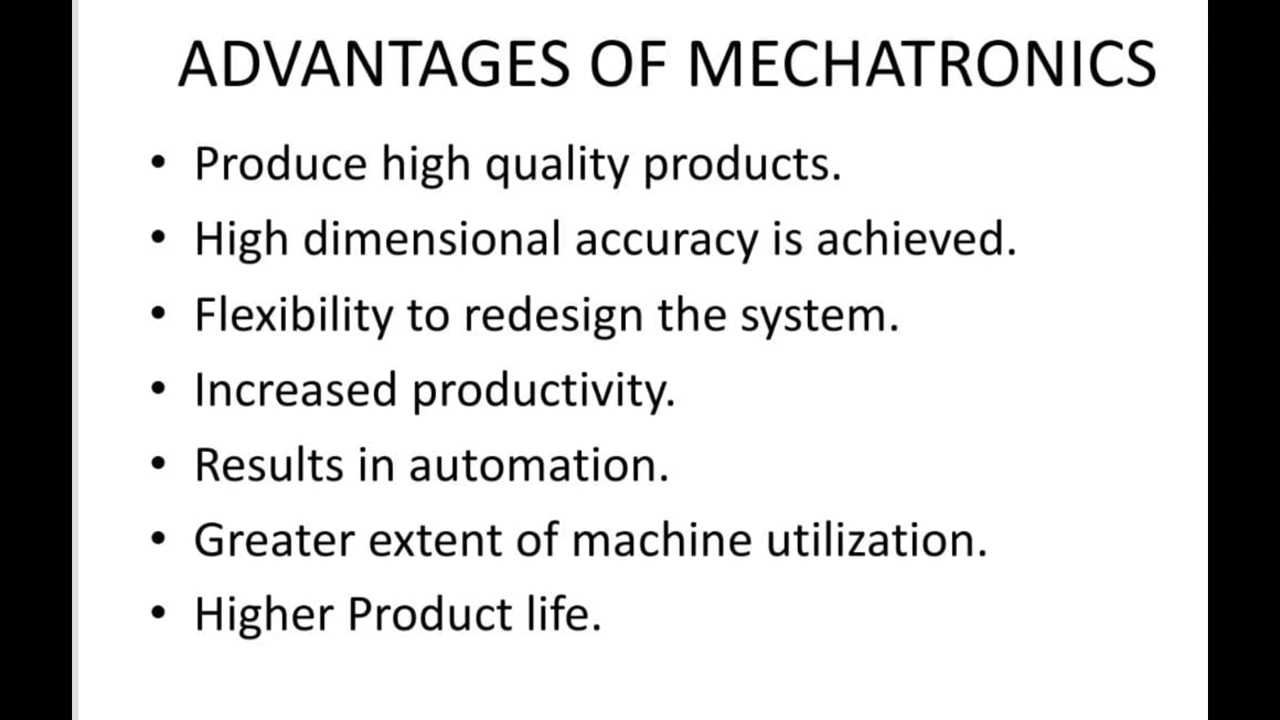 ADVANTAGES OF MECHATRONICS
• Produce high quality products.
• High dimensional accuracy is achieved.
• Flexibility to redesign the system.
• Increased productivity.
• Results in automation.
• Greater extent of machine utilization.
• Higher Product life.